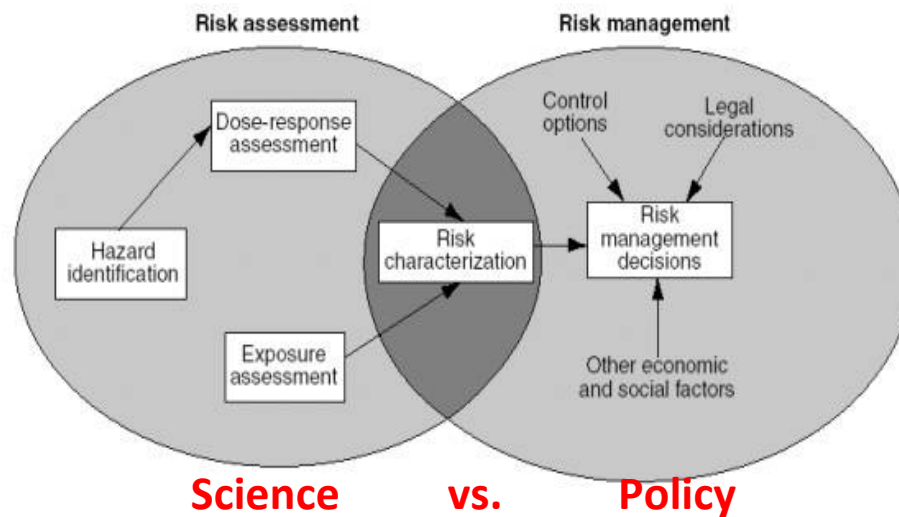 Risk assessment
Risk management
Dose-response
assessment
Hazard
identification
Exposure
assessment
Risk
characterization
Control
options
Legal
considerations
Risk
management
decisions
Other economic
and social factors
Science vs. Policy